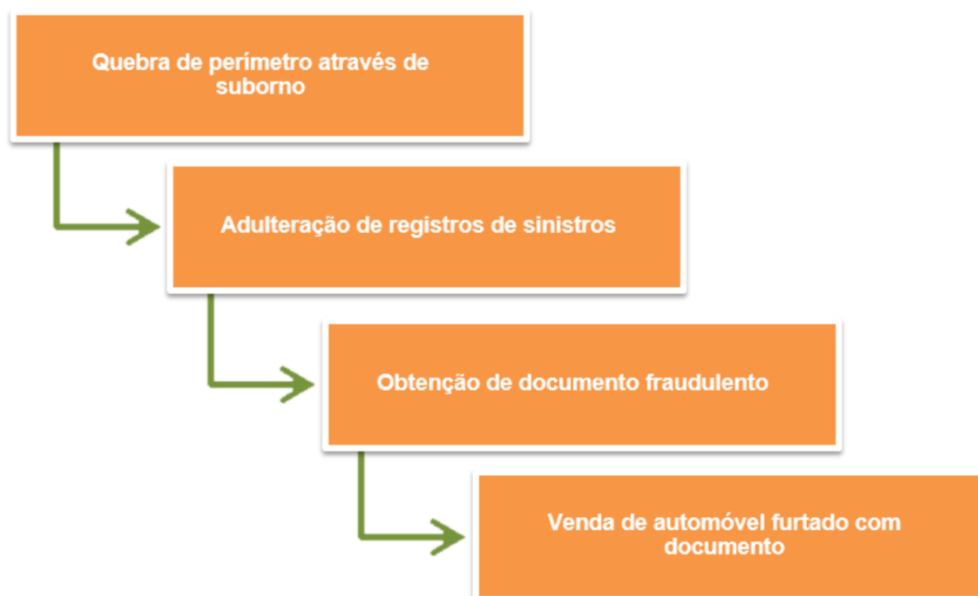 Quebra de perímetro através de
suborno
Adulteração de registros de sinistros
Obtenção de documento fraudulento
Venda de automóvel furtado com
documento